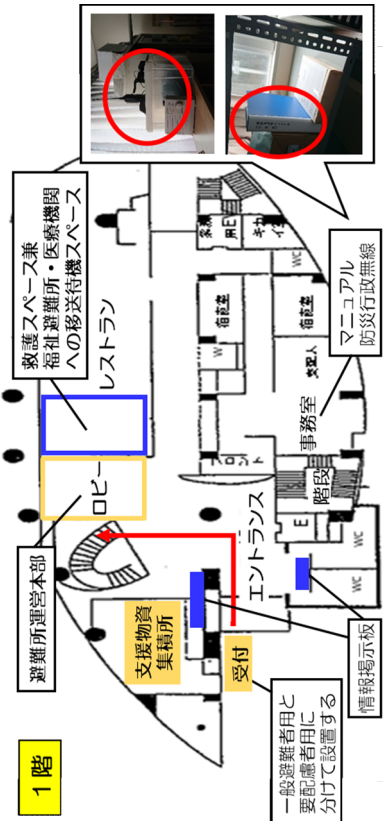 1階
避難所運営本部
救護スペース兼
福祉避難所・医療機関
への移送待機スペース
ロビー
レストラン
支援物資
集積所
受付
エントランス
フロント
事務室
支配人
宿直室
宿直室
階段
E
WC
WC
WC
W
情報掲示板
一般避難者用と
要配慮者用に
分けて設置する
マニュアル
防災行政無線